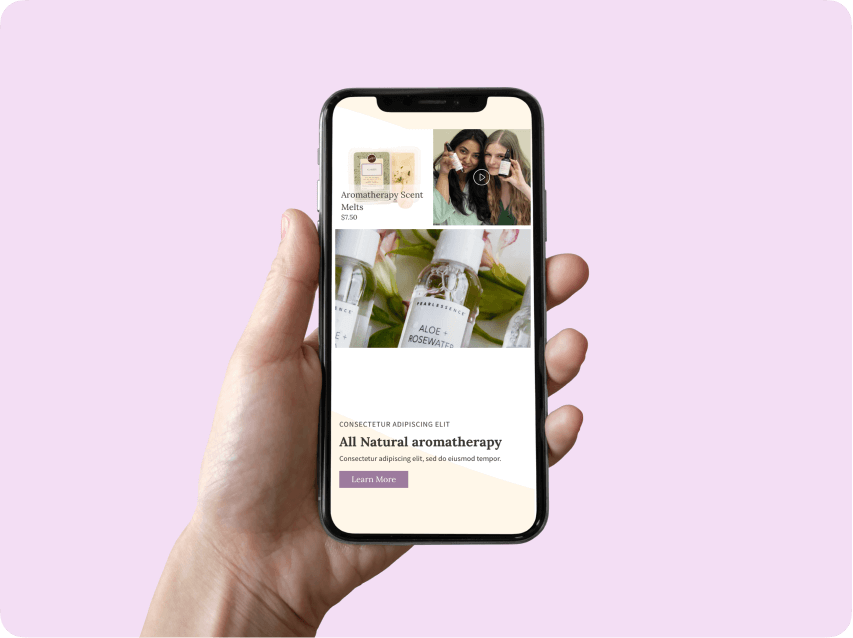 Aromatherapy Scent
Melts
$7.50
PEARLESSENCE
ENCE
ALOE +
ROSEWATER
E +
CONSECTETUR ADIPISCING ELIT
All Natural aromatherapy
Consectetur adipiscing elit, sed do eiusmod tempor.
Learn More